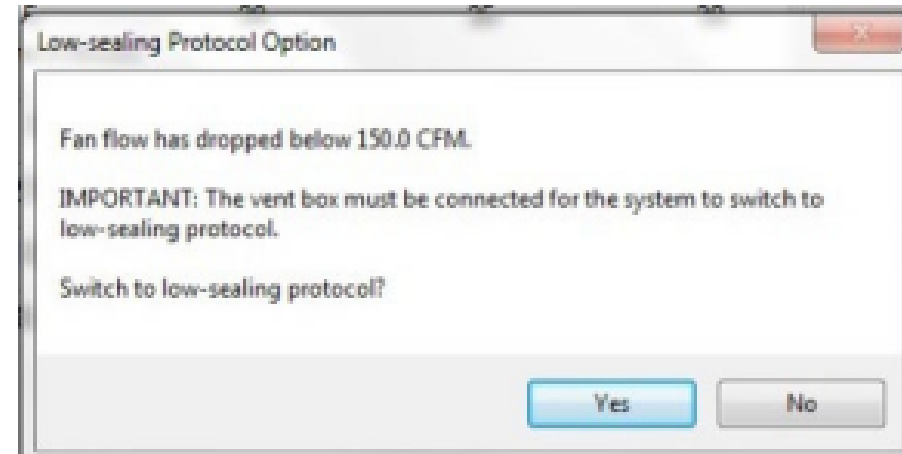 Low-sealing Protocol Option
Fan flow has dropped below 150.0 CFM.
IMPORTANT: The vent box must be connected for the system to switch to
low-sealing protocol.
Switch to low-sealing protocol?
Yes
No